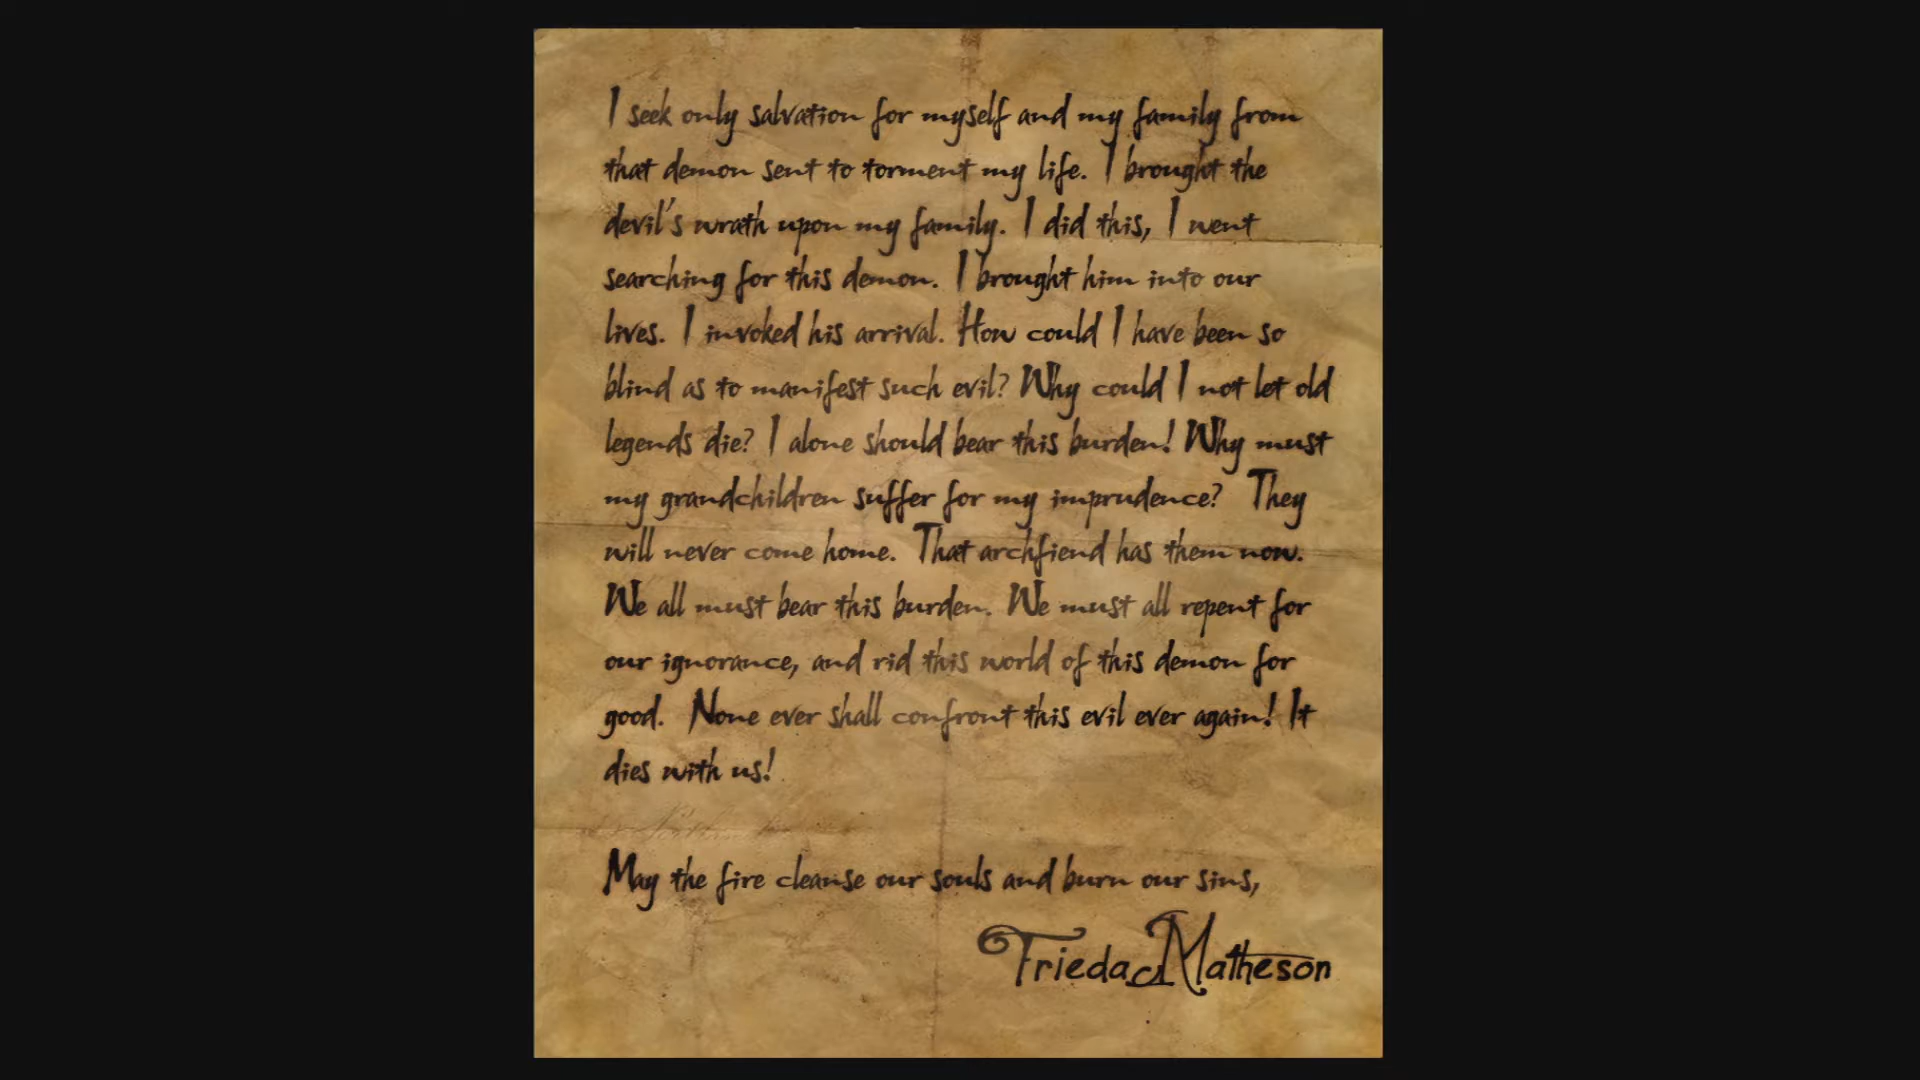 I seek only salvation for myself and my family from
that demon sent to torment my life. I brought the
devil's wrath upon my family. I did this, I went
searching for this demon. I brought him into our
lives. I invoked his arrival. How could I have been so
blind as to manifest such evil? Why could I not let old
legends die? I alone should bear this burden! Why must
my grandchildren suffer for my imprudence? They
will never come home. That archfiend has them now.
We all must bear this burden. We must all repent for
our ignorance, and rid this world of this demon for
good. None ever shall confront this evil ever again! It
dies with us!
May the fire cleanse our souls and burn our sins,
Frieda Matheson